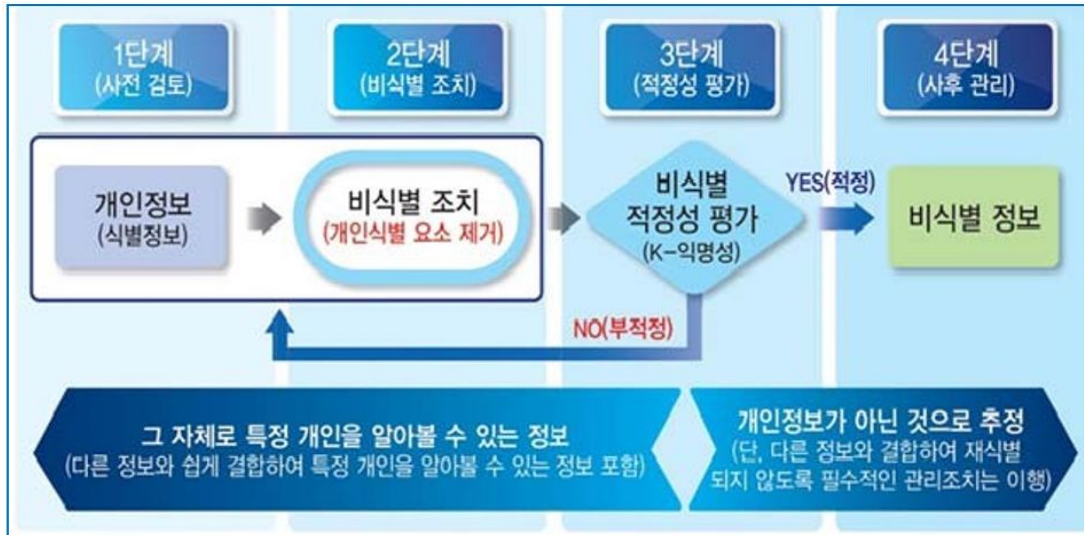 1단계
(사전 검토)
2단계
(비식별 조치)
3단계
(적정성 평가)
4단계
(사후 관리)
개인정보
(식별정보)
비식별 조치
(개인식별 요소 제거)
비식별
적정성 평가
(K-익명성)
YES(적정)
비식별 정보
NO(부적정)
그 자체로 특정 개인을 알아볼 수 있는 정보
(다른 정보와 쉽게 결합하여 특정 개인을 알아볼 수 있는 정보 포함)
개인정보가 아닌 것으로 추정
(단, 다른 정보와 결합하여 재식별
되지 않도록 필수적인 관리조치는 이행)